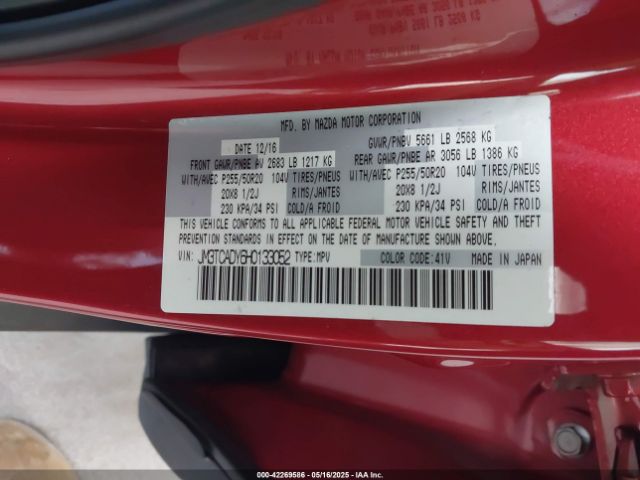 MFD. BY MAZDA MOTOR CORPORATION
DATE 12/16
GVWR/PNBV 5661 LB 2568 KG
FRONT GAWR/PNBE AV 2683 LB 1217 KG
REAR GAWR/PNBE AR 3056 LB 1386 KG
WITH/AVEC P255/50R20 104V TIRES/PNEUS
WITH/AVEC P255/50R20 104V TIRES/PNEUS
20X8 1/2J RIMS/JANTES
20X8 1/2J RIMS/JANTES
230 KPA/34 PSI COLD/A FROID
230 KPA/34 PSI COLD/A FROID
THIS VEHICLE CONFORMS TO ALL APPLICABLE FEDERAL MOTOR VEHICLE SAFETY AND THEFT
PREVENTION STANDARDS IN EFFECT ON THE DATE OF MANUFACTURE SHOWN ABOVE.
VIN: JM3TCADY6H0133052 TYPE:MPV COLOR CODE:41V MADE IN JAPAN
000-42269586 05/16/2025 IAAI.COM